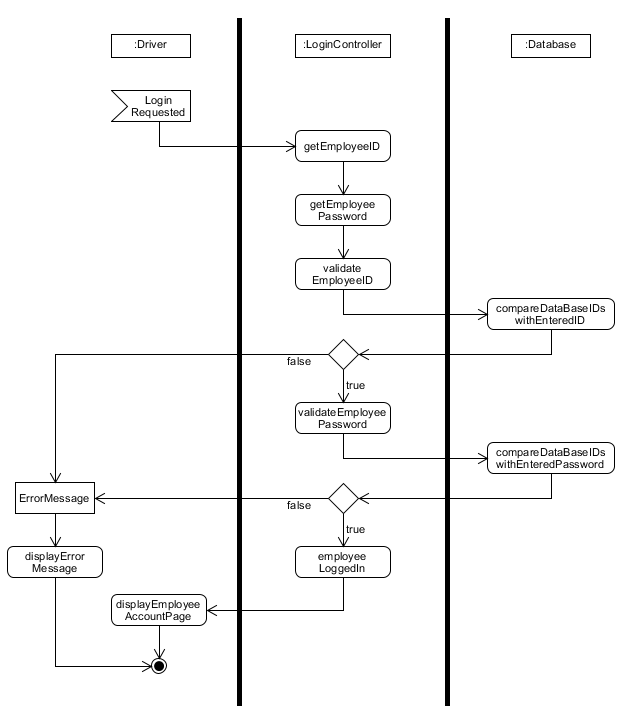 :Driver
:LoginController
:Database
Login
Requested
getEmployeeID
getEmployee
Password
validate
EmployeeID
compareDataBaseIDs
withEnteredID
false
true
validateEmployee
Password
compareDataBaseIDs
withEnteredPassword
ErrorMessage
false
true
displayError
Message
employee
LoggedIn
displayEmployee
AccountPage